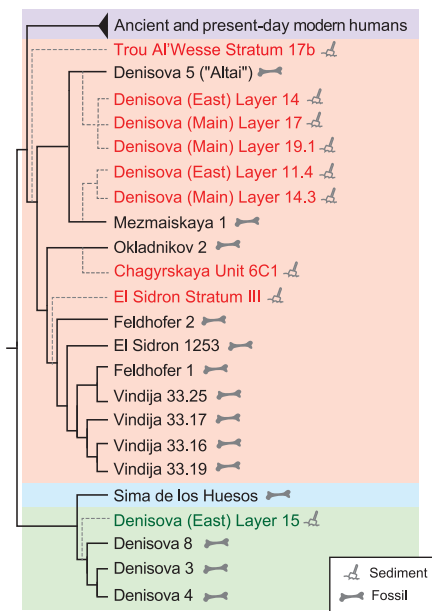 Ancient and present-day modern humans
Trou Al'Wesse Stratum 17b
Denisova 5 ("Altai")
Denisova (East) Layer 14
Denisova (Main) Layer 17
Denisova (Main) Layer 19.1
Denisova (East) Layer 11.4
Denisova (Main) Layer 14.3
Mezmaiskaya 1
Okladnikov 2
Chagyrskaya Unit 6C1
El Sidron Stratum III
Feldhofer 2
El Sidron 1253
Feldhofer 1
Vindija 33.25
Vindija 33.17
Vindija 33.16
Vindija 33.19
Sima de los Huesos
Denisova (East) Layer 15
Denisova 8
Denisova 3
Denisova 4
Sediment
Fossil